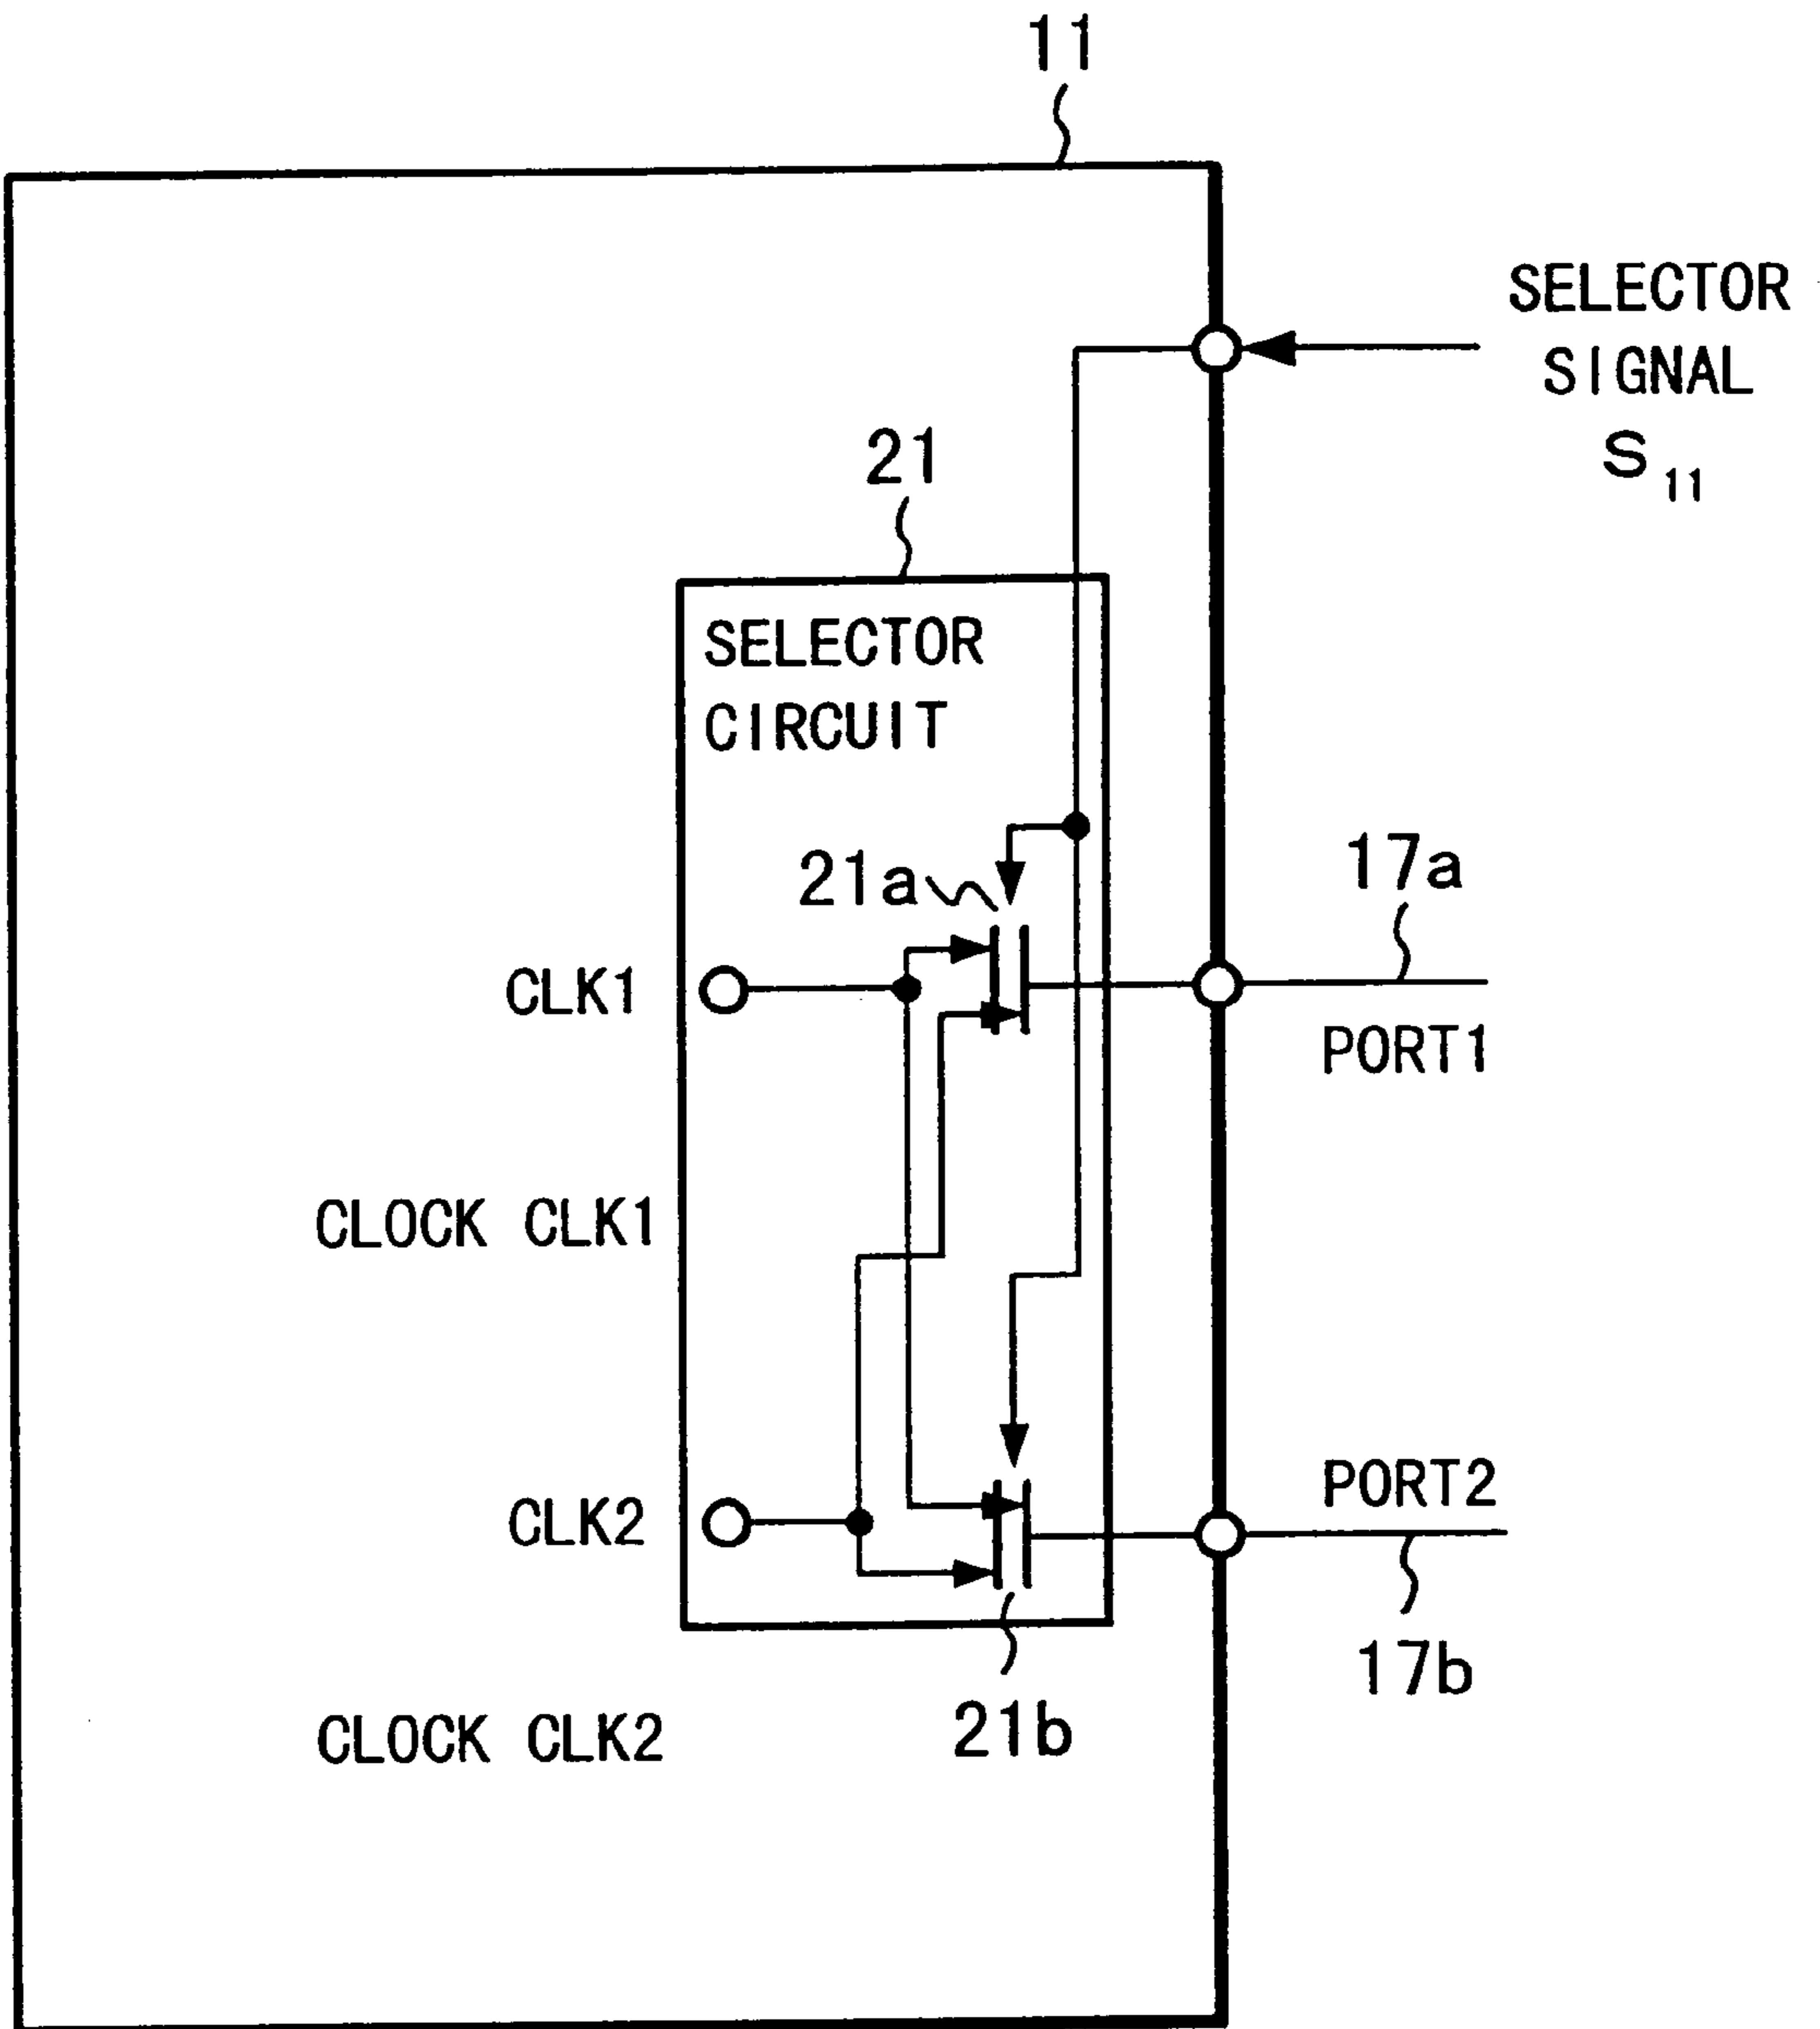 11
SELECTOR
SIGNAL
S11
21
SELECTOR
CIRCUIT
21a
17a
CLK1
PORT1
CLOCK CLK1
PORT2
CLK2
17b
21b
CLOCK CLK2